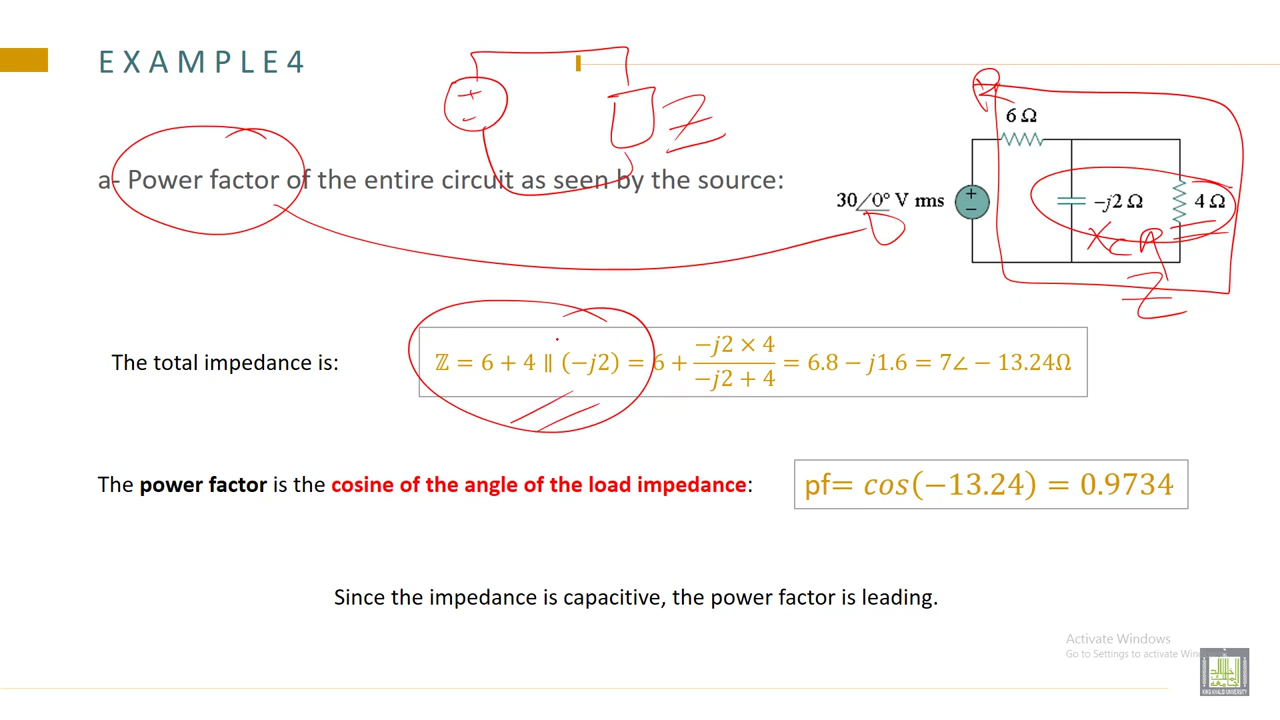 EXAMPLE4
a- Power factor of the entire circuit as seen by the source:
+
−
Z
6 Ω
30∠0° V rms
+
−
−j2 Ω
4 Ω
Z
The total impedance is:
ℤ = 6 + 4 ∥ (−j2) = 6 + (−j2 × 4)/(−j2 + 4) = 6.8 − j1.6 = 7∠ − 13.24Ω
The power factor is the cosine of the angle of the load impedance:
pf= cos(−13.24) = 0.9734
Since the impedance is capacitive, the power factor is leading.
Activate Windows
Go to Settings to activate
KING KHALID UNIVERSITY